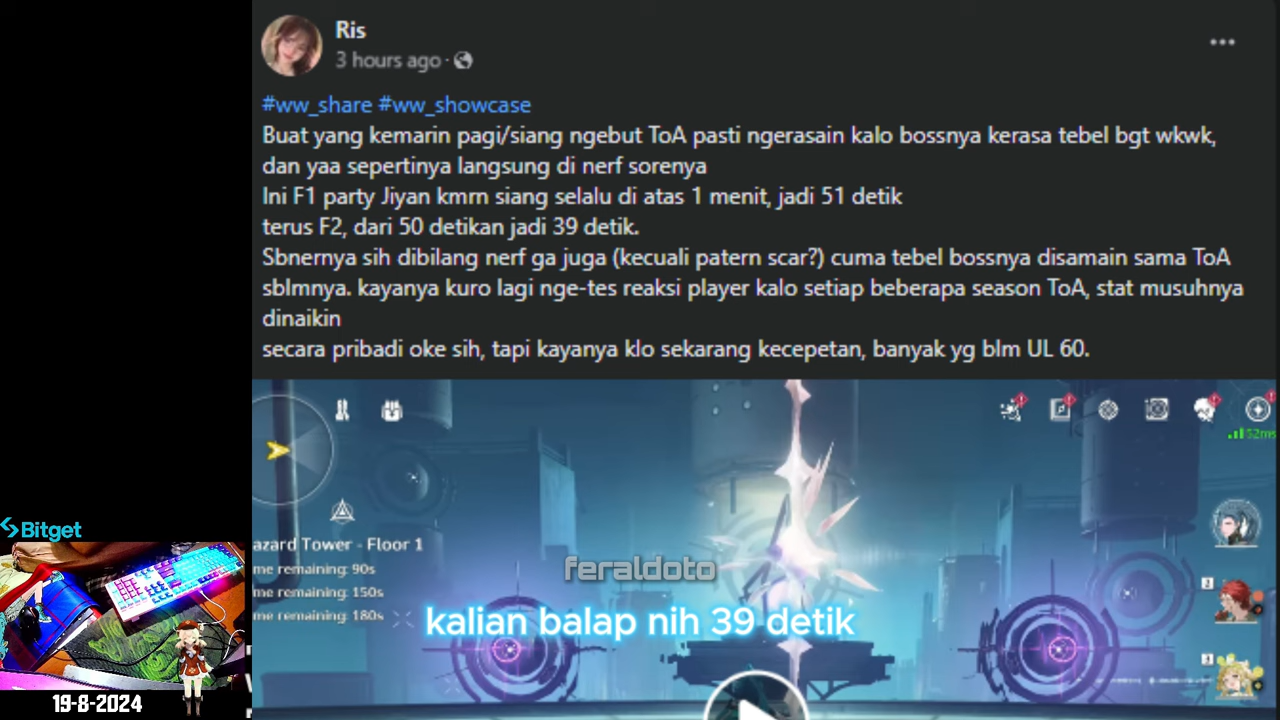 Ris
3 hours ago
#ww_share #ww_showcase
Buat yang kemarin pagi/siang ngebut ToA pasti ngerasain kalo bossnya kerasa tebel bgt wkwk,
dan yaa sepertinya langsung di nerf sorenya
Ini F1 party Jiyan kmrn siang selalu di atas 1 menit, jadi 51 detik
terus F2, dari 50 detikan jadi 39 detik.
Sbnernya sih dibilang nerf ga juga (kecuali patern scar?) cuma tebel bossnya disamain sama ToA
sblmnya. kayanya kuro lagi nge-tes reaksi player kalo setiap beberapa season ToA, stat musuhnya
dinaikin
secara pribadi oke sih, tapi kayanya klo sekarang kecepetan, banyak yg blm UL 60.
52ms
azard Tower - Floor 1
me remaining: 90s
me remaining: 150s
me remaining: 180s
feraldoto
kalian balap nih 39 detik
2
3
Bitget
19-8-2024